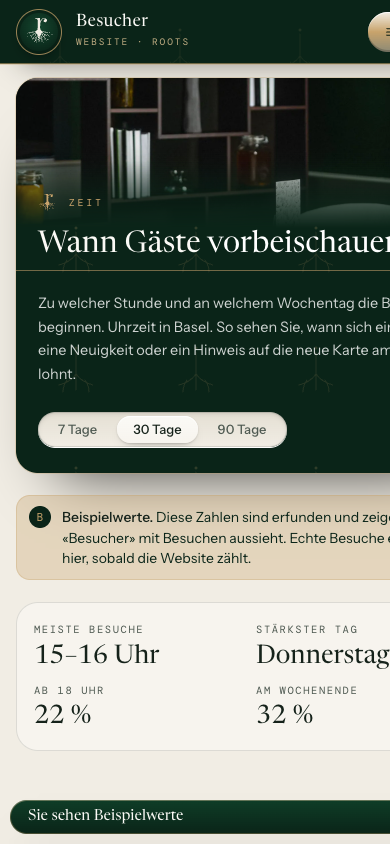 r
Besucher
WEBSITE · ROOTS
r ZEIT
Wann Gäste vorbeischauen
Zu welcher Stunde und an welchem Wochentag die B
beginnen. Uhrzeit in Basel. So sehen Sie, wann sich ein
eine Neuigkeit oder ein Hinweis auf die neue Karte am
lohnt.
7 Tage 30 Tage 90 Tage
B Beispielwerte. Diese Zahlen sind erfunden und zeige
«Besucher» mit Besuchen aussieht. Echte Besuche e
hier, sobald die Website zählt.
MEISTE BESUCHE STÄRKSTER TAG
15–16 Uhr Donnerstag
AB 18 UHR AM WOCHENENDE
22 % 32 %
Sie sehen Beispielwerte